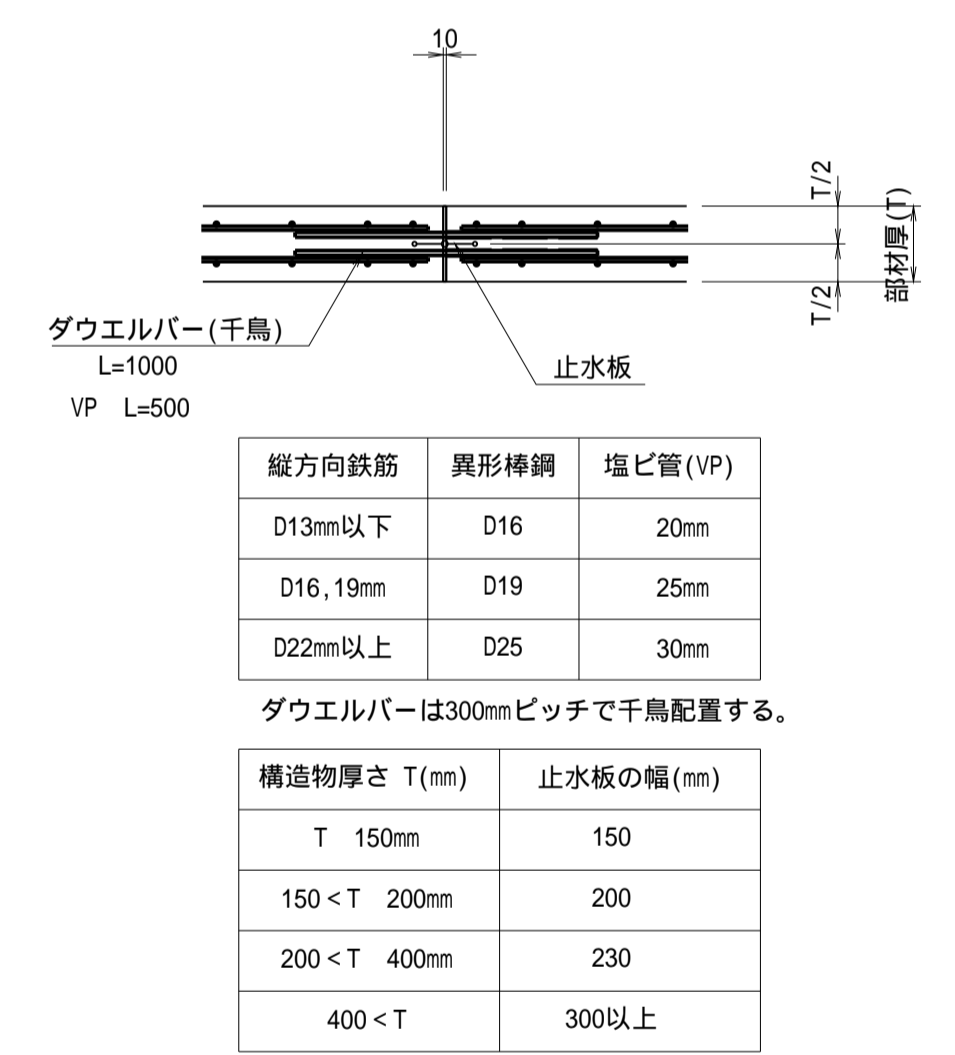 10
T/2
部材厚(T)
T/2
ダウエルバー(千鳥)
L=1000
VP L=500
止水板
縦方向鉄筋 異形棒鋼 塩ビ管(VP)
D13mm以下 D16 20mm
D16,19mm D19 25mm
D22mm以上 D25 30mm
ダウエルバーは300mmピッチで千鳥配置する。
構造物厚さ T(mm) 止水板の幅(mm)
T 150mm 150
150<T 200mm 200
200<T 400mm 230
400<T 300以上